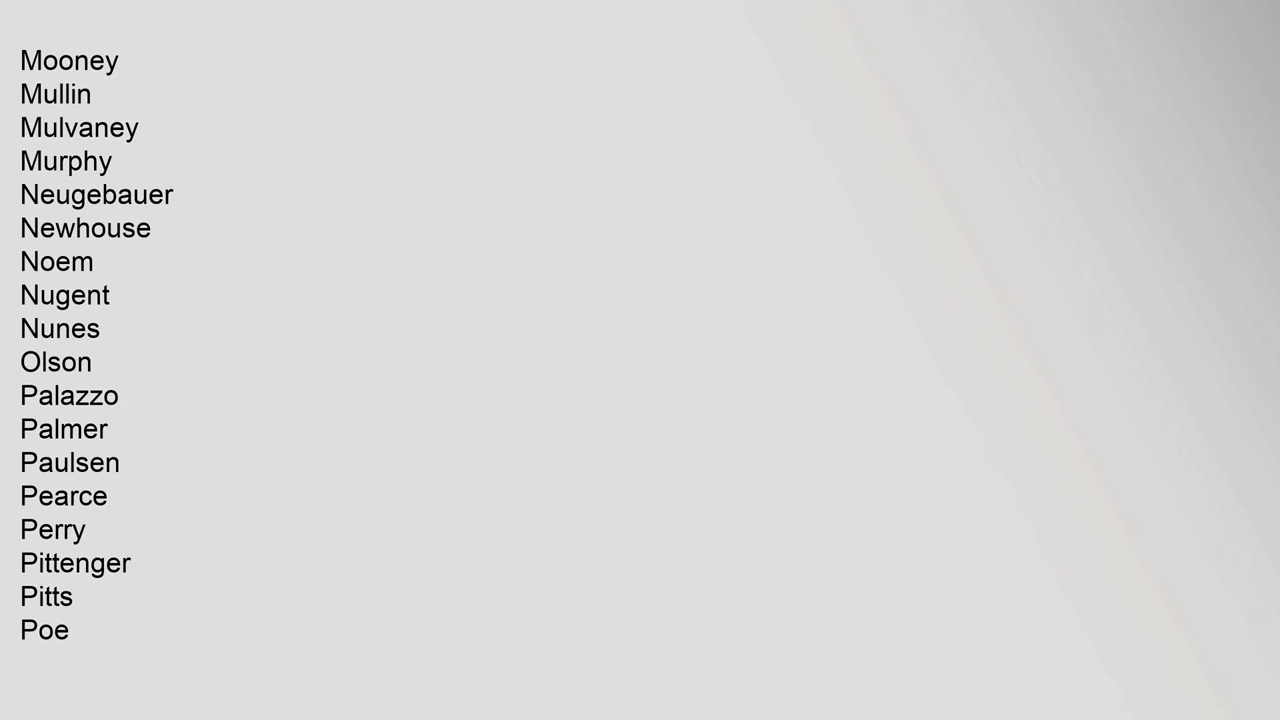 Mooney
Mullin
Mulvaney
Murphy
Neugebauer
Newhouse
Noem
Nugent
Nunes
Olson
Palazzo
Palmer
Paulsen
Pearce
Perry
Pittenger
Pitts
Poe